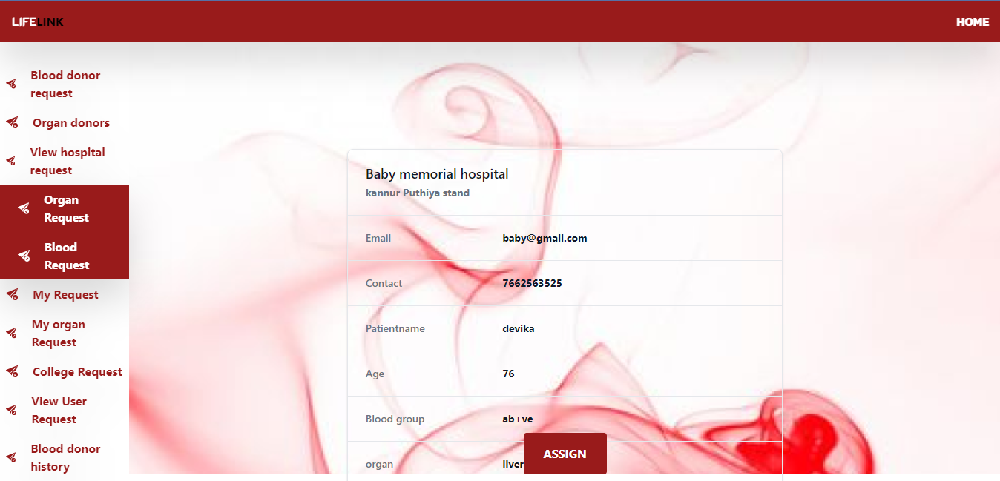 LIFELINK
HOME
Blood donor
request
Organ donors
View hospital
request
Organ
Request
Blood
Request
My Request
My organ
Request
College Request
View User
Request
Blood donor
history
Baby memorial hospital
kannur Puthiya stand
Email baby@gmail.com
Contact 7662563525
Patientname devika
Age 76
Blood group ab+ve
organ liver
ASSIGN